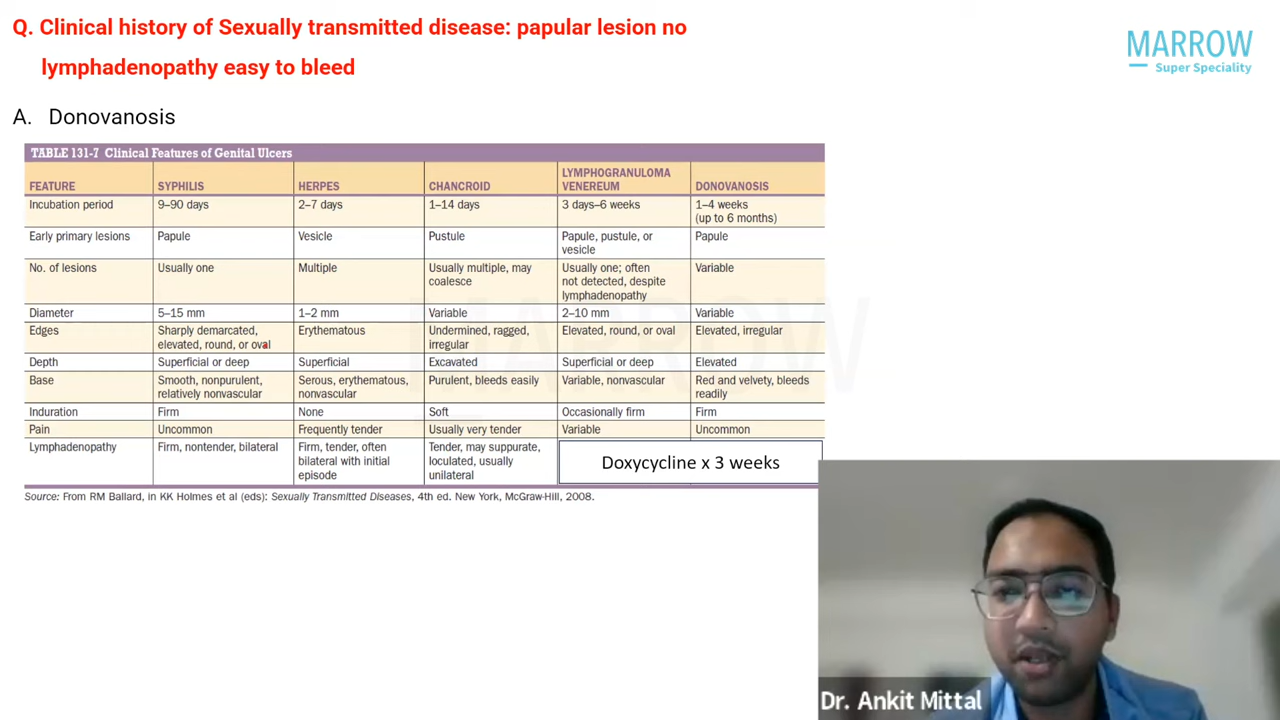 Q. Clinical history of Sexually transmitted disease: papular lesion no
lymphadenopathy easy to bleed
MARROW
Super Speciality
A. Donovanosis
TABLE 131-7 Clinical Features of Genital Ulcers
FEATURE SYPHILIS HERPES CHANCROID LYMPHOGRANULOMA VENEREUM DONOVANOSIS
Incubation period 9–90 days 2–7 days 1–14 days 3 days–6 weeks 1–4 weeks (up to 6 months)
Early primary lesions Papule Vesicle Pustule Papule, pustule, or vesicle Papule
No. of lesions Usually one Multiple Usually multiple, may coalesce Usually one; often not detected, despite lymphadenopathy Variable
Diameter 5–15 mm 1–2 mm Variable 2–10 mm Variable
Edges Sharply demarcated, elevated, round, or oval Erythematous Undermined, ragged, irregular Elevated, round, or oval Elevated, irregular
Depth Superficial or deep Superficial Excavated Superficial or deep Elevated
Base Smooth, nonpurulent, relatively nonvascular Serous, erythematous, nonvascular Purulent, bleeds easily Variable, nonvascular Red and velvety, bleeds readily
Induration Firm None Soft Occasionally firm Firm
Pain Uncommon Frequently tender Usually very tender Variable Uncommon
Lymphadenopathy Firm, nontender, bilateral Firm, tender, often bilateral with initial episode Tender, may suppurate, loculated, usually unilateral
Doxycycline x 3 weeks
Source: From RM Ballard, in KK Holmes et al (eds): Sexually Transmitted Diseases, 4th ed. New York, McGraw-Hill, 2008.
MARROW
Dr. Ankit Mittal